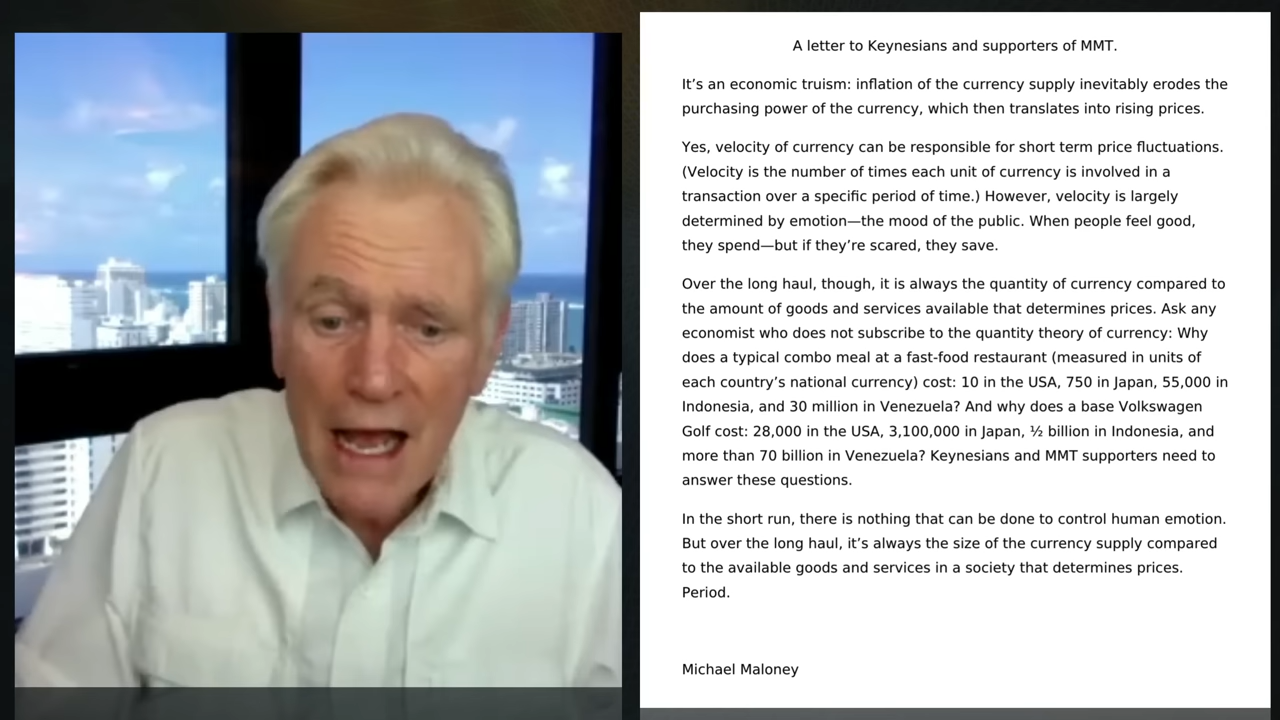 A letter to Keynesians and supporters of MMT.
It’s an economic truism: inflation of the currency supply inevitably erodes the
purchasing power of the currency, which then translates into rising prices.
Yes, velocity of currency can be responsible for short term price fluctuations.
(Velocity is the number of times each unit of currency is involved in a
transaction over a specific period of time.) However, velocity is largely
determined by emotion—the mood of the public. When people feel good,
they spend—but if they’re scared, they save.
Over the long haul, though, it is always the quantity of currency compared to
the amount of goods and services available that determines prices. Ask any
economist who does not subscribe to the quantity theory of currency: Why
does a typical combo meal at a fast-food restaurant (measured in units of
each country’s national currency) cost: 10 in the USA, 750 in Japan, 55,000 in
Indonesia, and 30 million in Venezuela? And why does a base Volkswagen
Golf cost: 28,000 in the USA, 3,100,000 in Japan, ½ billion in Indonesia, and
more than 70 billion in Venezuela? Keynesians and MMT supporters need to
answer these questions.
In the short run, there is nothing that can be done to control human emotion.
But over the long haul, it’s always the size of the currency supply compared
to the available goods and services in a society that determines prices.
Period.
Michael Maloney